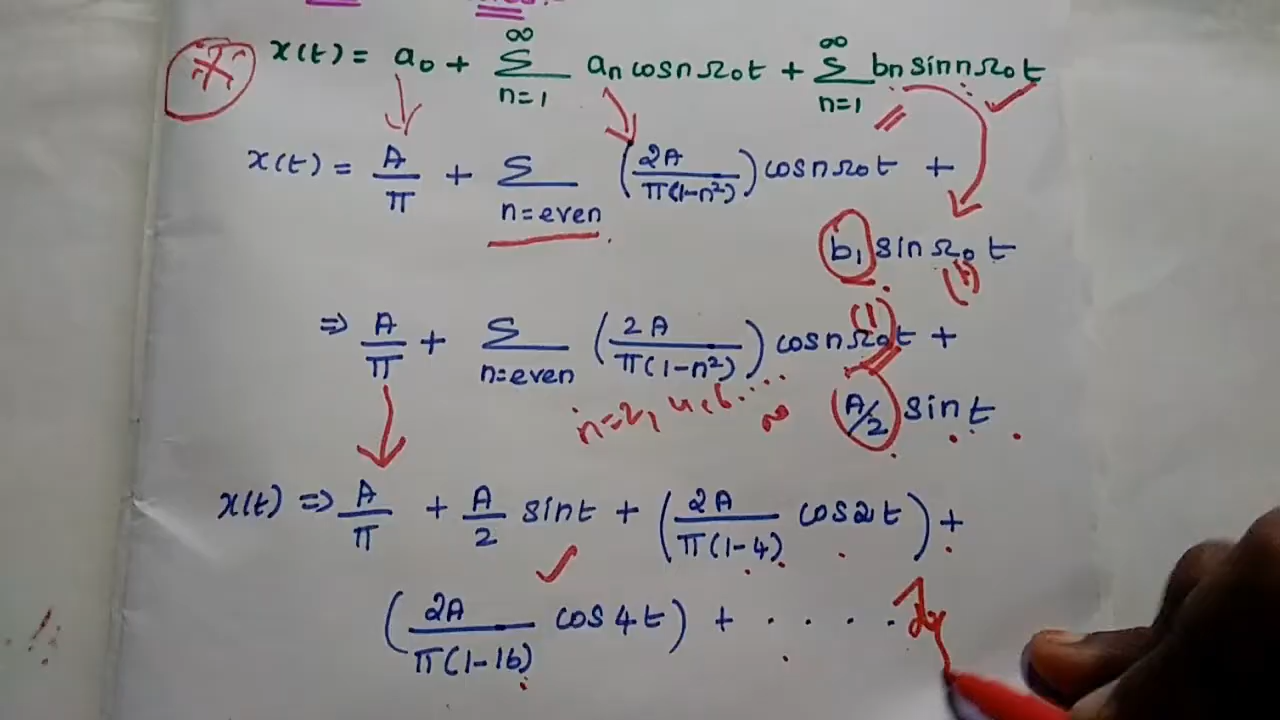 x(t) = a₀ + Σ_{n=1}^{∞} aₙ cos nΩ₀t + Σ_{n=1}^{∞} bₙ sin nΩ₀t
x(t) = A/π + Σ_{n=even} (2A/π(1-n²)) cos nΩ₀t +
b₁ sin Ω₀t
(1)
(1)
⇒ A/π + Σ_{n=even} (2A/π(1-n²)) cos nΩ₀t +
n=2, 4, 6.... ∞
(A/2) sin t
x(t) ⇒ A/π + A/2 sin t + (2A/π(1-4) cos 2t) +
(2A/π(1-16) cos 4t) + . . . . .